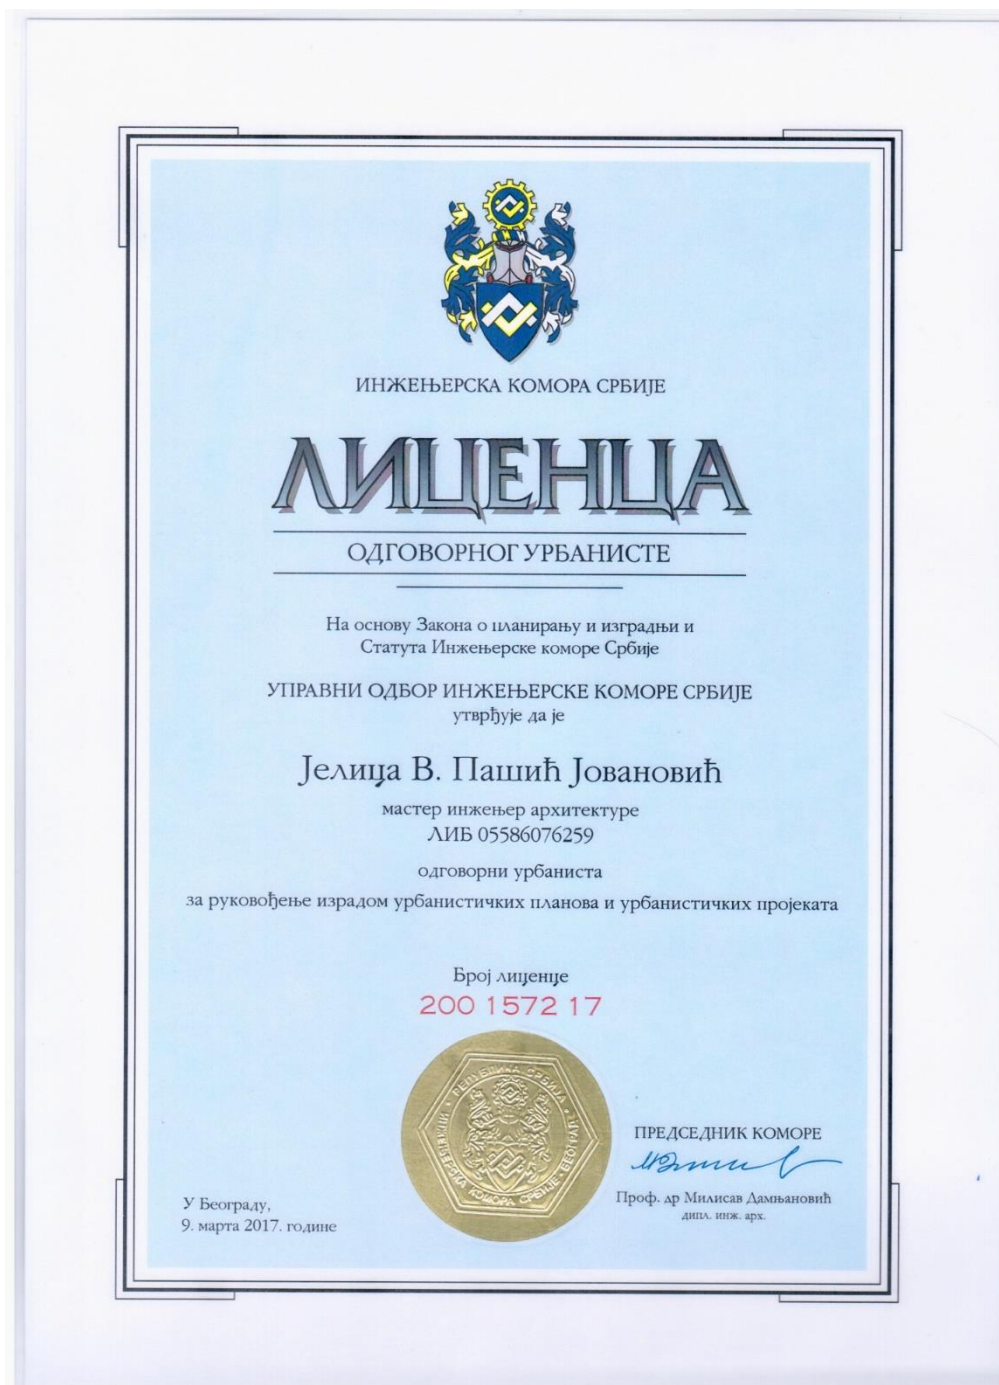 ИНЖЕЊЕРСКА КОМОРА СРБИЈЕ
ЛИЦЕНЦА
ОДГОВОРНОГ УРБАНИСТЕ
На основу Закона о планирању и изградњи и
Статута Инжењерске коморе Србије
УПРАВНИ ОДБОР ИНЖЕЊЕРСКЕ КОМОРЕ СРБИЈЕ
утврђује да је
Јелица В. Пашић Јовановић
мастер инжењер архитектуре
ЛИБ 05586076259
одговорни урбаниста
за руковођење израдом урбанистичких планова и урбанистичких пројеката
Број лиценце
200 1572 17
РЕПУБЛИКА СРБИЈА • БЕОГРАД • ИНЖЕЊЕРСКА КОМОРА СРБИЈЕ
У Београду,
9. марта 2017. године
ПРЕДСЕДНИК КОМОРЕ
Проф. др Милисав Дамњановић
дипл. инж. арх.